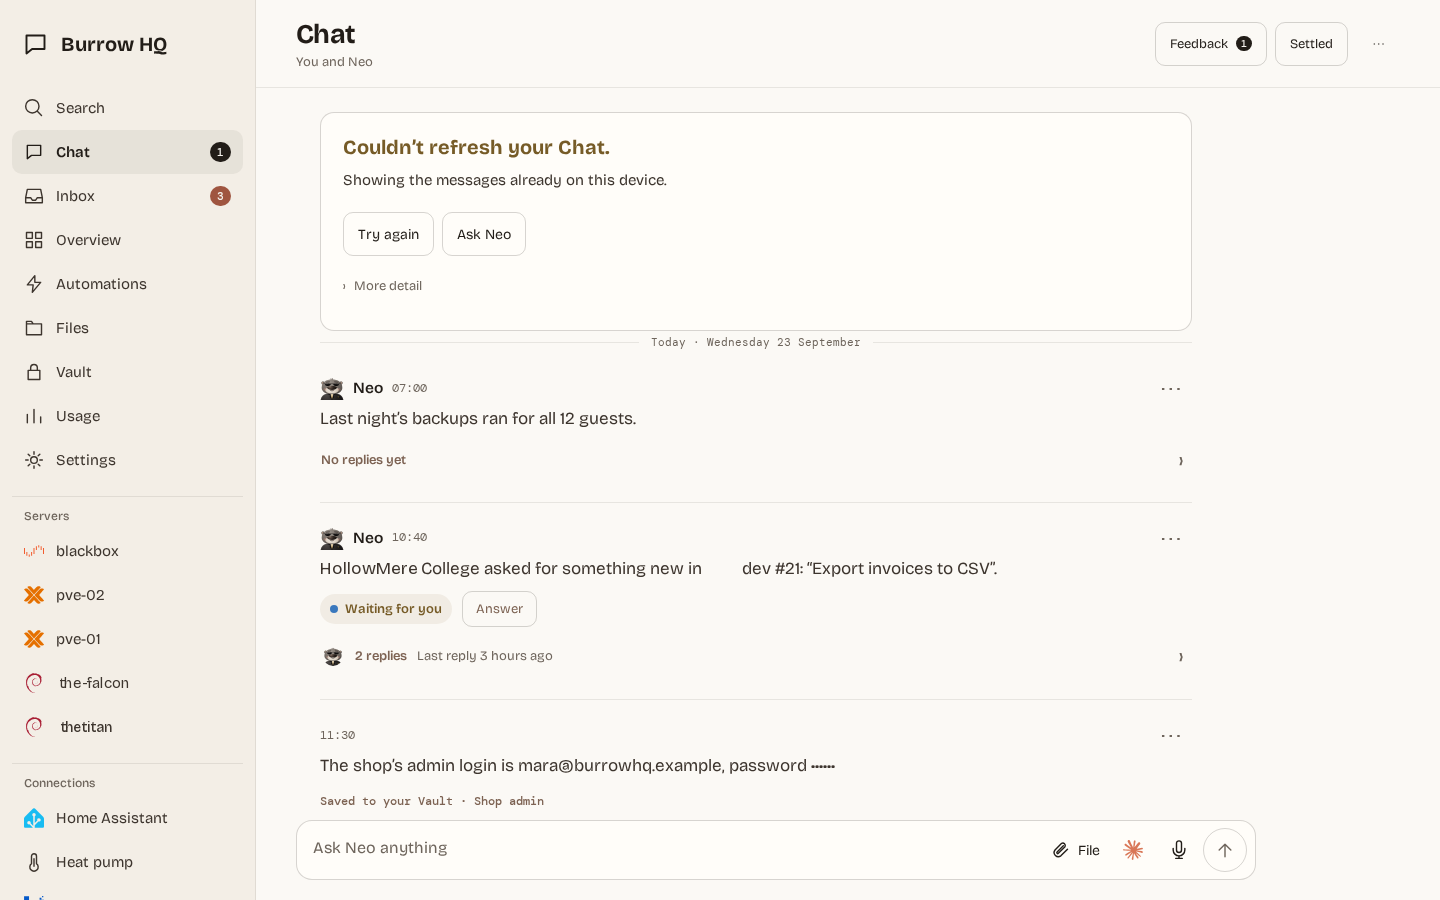 Burrow HQ
Search
Chat 1
Inbox 3
Overview
Automations
Files
Vault
Usage
Settings
Servers
blackbox
pve-02
pve-01
the-falcon
thetitan
Connections
Home Assistant
Heat pump
Chat
You and Neo
Feedback 1
Settled
...
Couldn’t refresh your Chat.
Showing the messages already on this device.
Try again
Ask Neo
› More detail
Today · Wednesday 23 September
Neo 07:00
Last night’s backups ran for all 12 guests.
No replies yet
Neo 10:40
HollowMere College asked for something new in dev #21: “Export invoices to CSV”.
Waiting for you
Answer
2 replies Last reply 3 hours ago
11:30
The shop’s admin login is mara@burrowhq.example, password ••••••
Saved to your Vault · Shop admin
Ask Neo anything
File